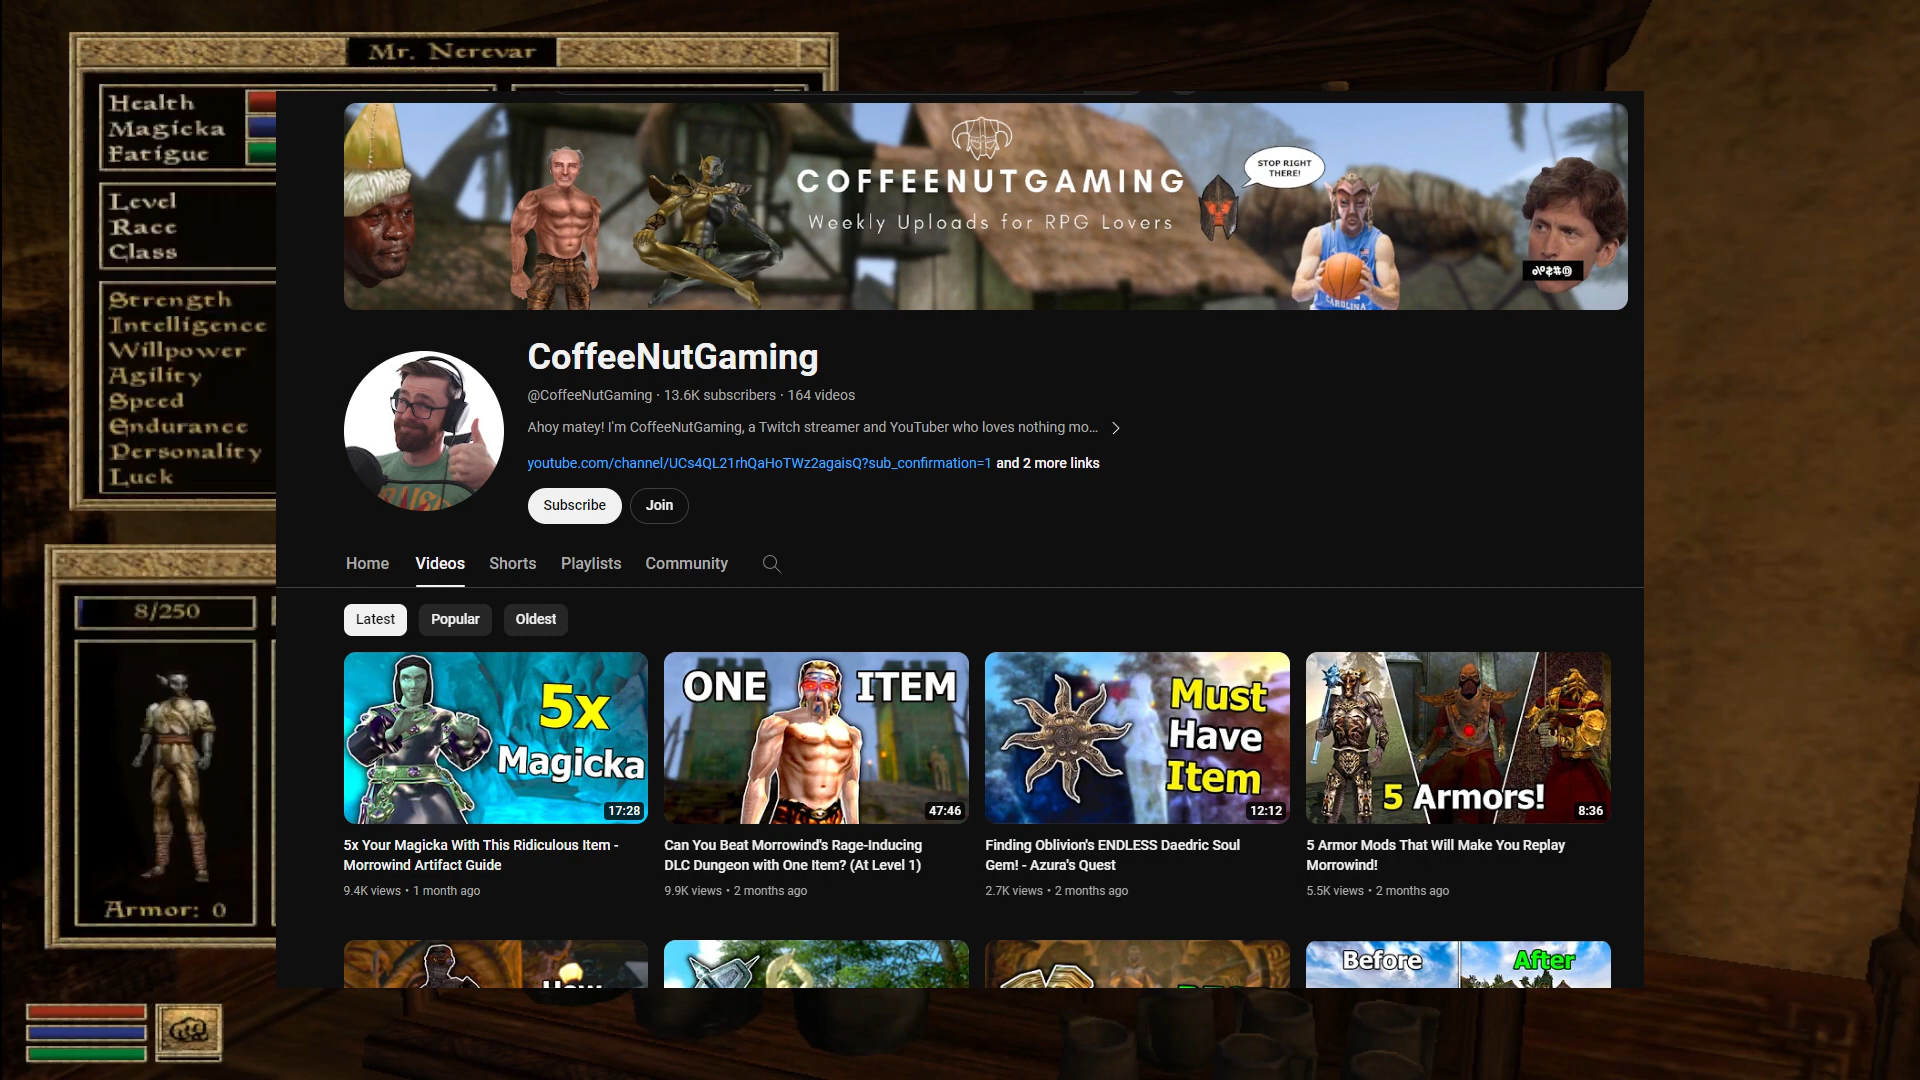 Mr. Nerevar
Health
Magicka
Fatigue
Level
Race
Class
Strength
Intelligence
Willpower
Agility
Speed
Endurance
Personality
Luck
8/250
Armor: 0
COFFEENUTGAMING
Weekly Uploads for RPG Lovers
STOP RIGHT
THERE!
CAROLINA
CoffeeNutGaming
@CoffeeNutGaming · 13.6K subscribers · 164 videos
Ahoy matey! I'm CoffeeNutGaming, a Twitch streamer and YouTuber who loves nothing mo...
youtube.com/channel/UCs4QL21rhQaHoTWz2agaisQ?sub_confirmation=1 and 2 more links
Subscribe
Join
Home
Videos
Shorts
Playlists
Community
Latest
Popular
Oldest
5x
Magicka
17:28
5x Your Magicka With This Ridiculous Item -
Morrowind Artifact Guide
9.4K views • 1 month ago
ONE ITEM
47:46
Can You Beat Morrowind's Rage-Inducing
DLC Dungeon with One Item? (At Level 1)
9.9K views • 2 months ago
Must
Have
Item
12:12
Finding Oblivion's ENDLESS Daedric Soul
Gem! - Azura's Quest
2.7K views • 2 months ago
5 Armors!
8:36
5 Armor Mods That Will Make You Replay
Morrowind!
5.5K views • 2 months ago
How
Before
After